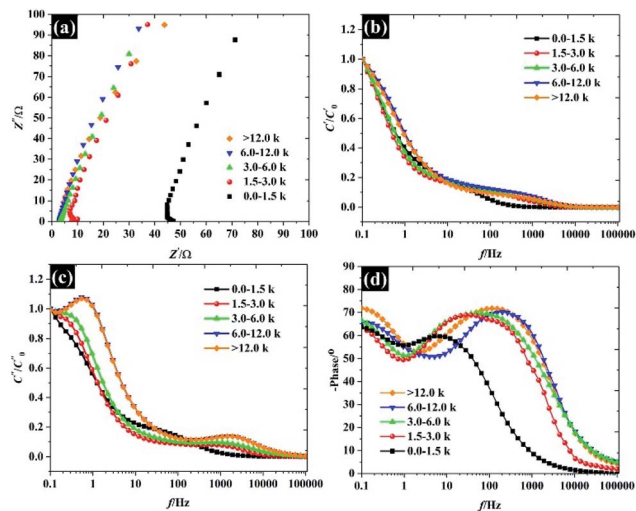 (a)
Z''/Ω
100
90
80
70
60
50
40
30
20
10
0
>12.0 k
6.0-12.0 k
3.0-6.0 k
1.5-3.0 k
0.0-1.5 k
0 10 20 30 40 50 60 70 80 90 100
Z'/Ω
(b)
C'/C'0
1.0
0.8
0.6
0.4
0.2
0.0
0.0-1.5 k
1.5-3.0 k
3.0-6.0 k
6.0-12.0 k
>12.0 k
0.1 1 10 100 1000 10000 100000
f/Hz
(c)
C''/C''0
1.2
1.0
0.8
0.6
0.4
0.2
0.0
0.0-1.5 k
1.5-3.0 k
3.0-6.0 k
6.0-12.0 k
>12.0 k
0.1 1 10 100 1000 10000 100000
f/Hz
(d)
-Phase/°
90
80
70
60
50
40
30
20
10
0
>12.0 k
6.0-12.0 k
3.0-6.0 k
1.5-3.0 k
0.0-1.5 k
0.1 1 10 100 1000 10000 100000
f/Hz